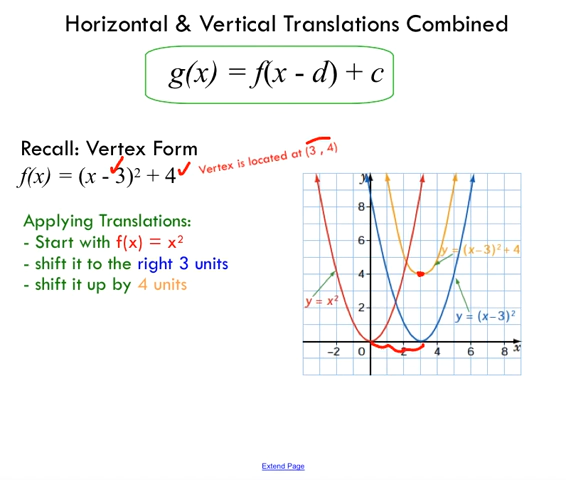 Horizontal & Vertical Translations Combined
g(x) = f(x - d) + c
Recall: Vertex Form
f(x) = (x - 3)² + 4
Vertex is located at (3 , 4)
Applying Translations:
- Start with f(x) = x²
- shift it to the right 3 units
- shift it up by 4 units
y
8
6
y = (x–3)² + 4
4
y = x²
2
y = (x–3)²
-2 0 2 4 6 8 x
Extend Page